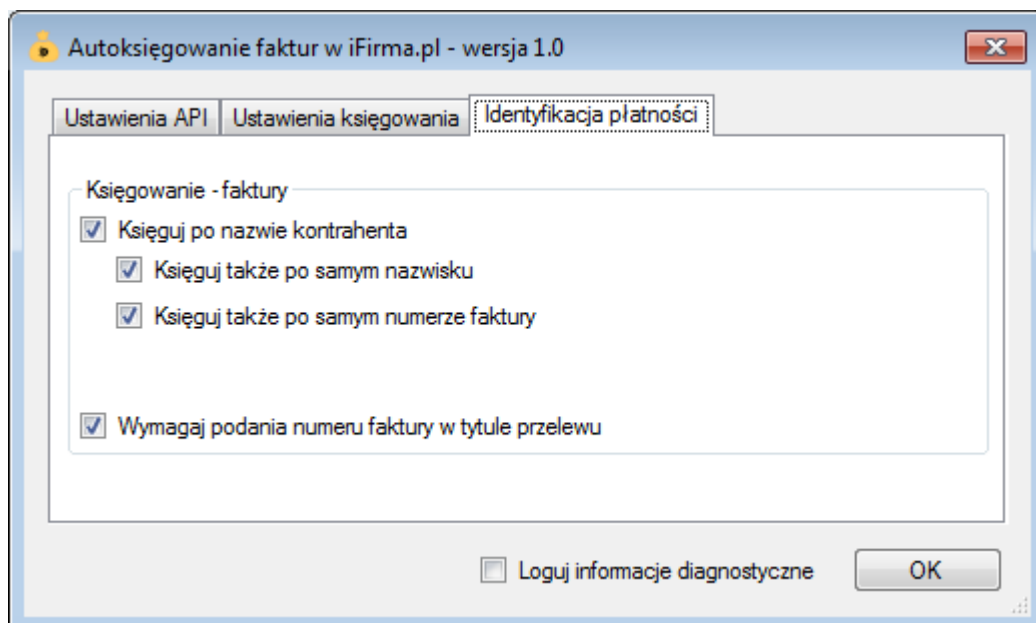 Autoksięgowanie faktur w iFirma.pl - wersja 1.0
Ustawienia API Ustawienia księgowania Identyfikacja płatności
Księgowanie - faktury
Księguj po nazwie kontrahenta
Księguj także po samym nazwisku
Księguj także po samym numerze faktury
Wymagaj podania numeru faktury w tytule przelewu
Loguj informacje diagnostyczne OK